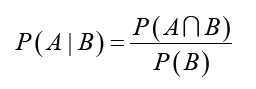 P(A | B) = P(A∩B) / P(B)